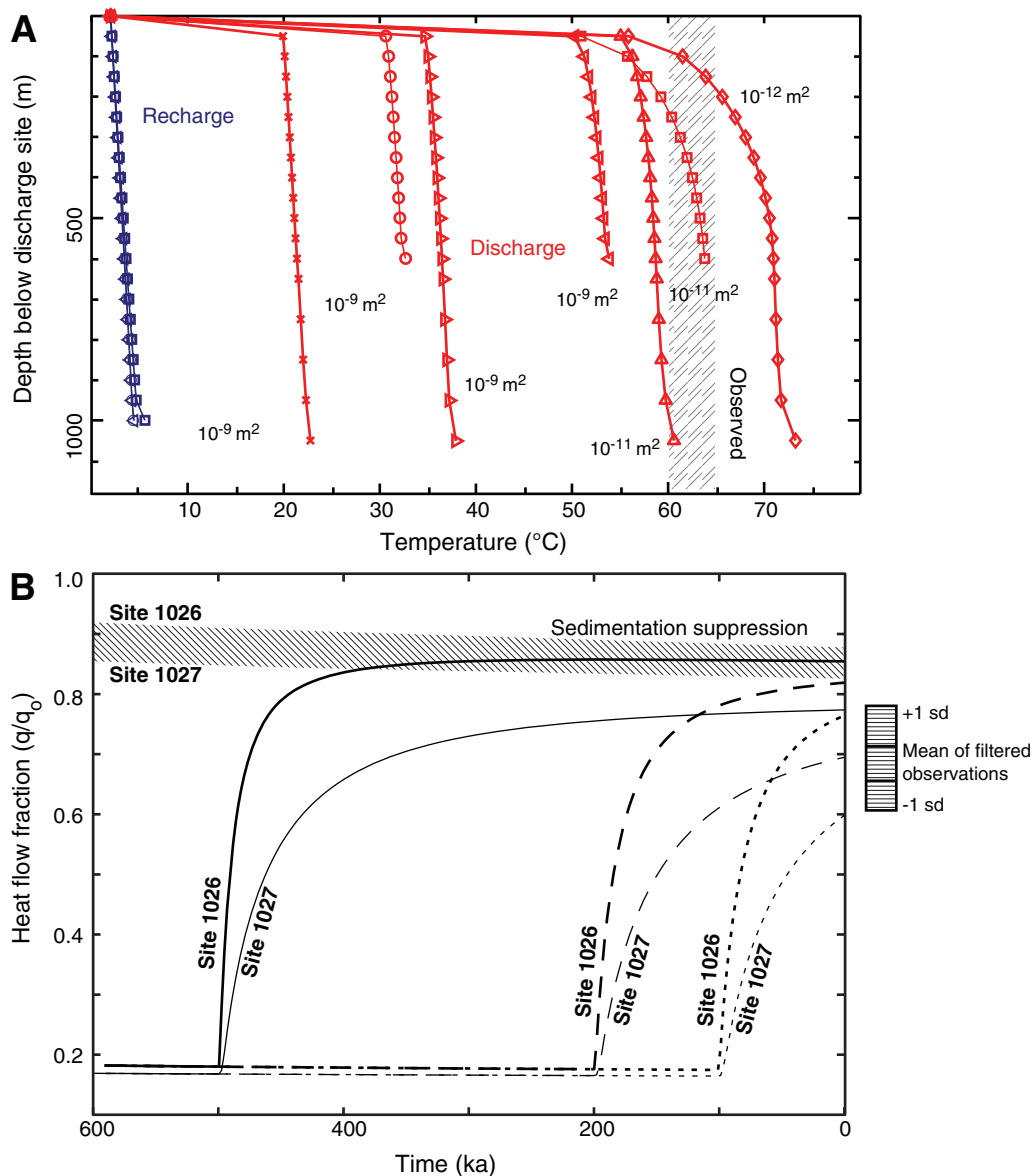 A
Depth below discharge site (m)
500
1000
Recharge
Discharge
10⁻¹² m²
10⁻⁹ m²
10⁻⁹ m²
10⁻¹¹ m²
10⁻⁹ m²
10⁻⁹ m²
10⁻¹¹ m²
Observed
10 20 30 40 50 60 70
Temperature (°C)
B
Heat flow fraction (q/qₒ)
1.0
0.8
0.6
0.4
0.2
Site 1026
Site 1027
Sedimentation suppression
+1 sd
Mean of filtered
observations
-1 sd
Site 1026
Site 1027
Site 1026
Site 1027
Site 1026
Site 1027
600 400 200 100 0
Time (ka)